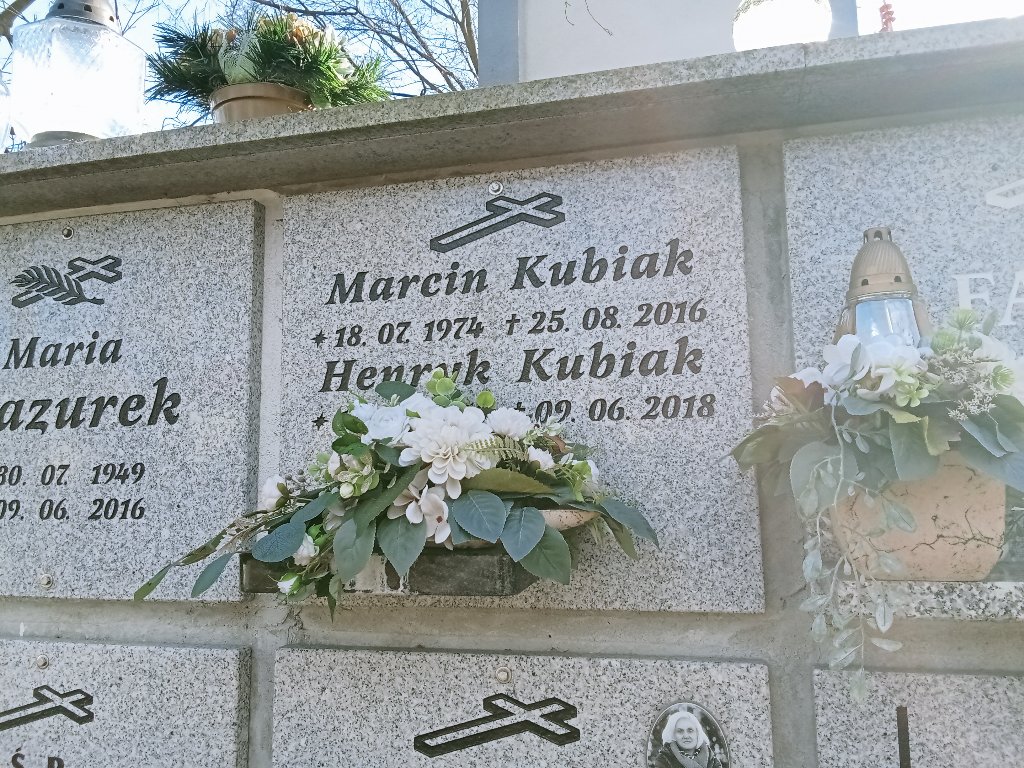 Maria
30. 07. 1949
09. 06. 2016
Marcin Kubiak
* 18. 07. 1974 † 25. 08. 2016
Henryk Kubiak
* † 09. 06. 2018